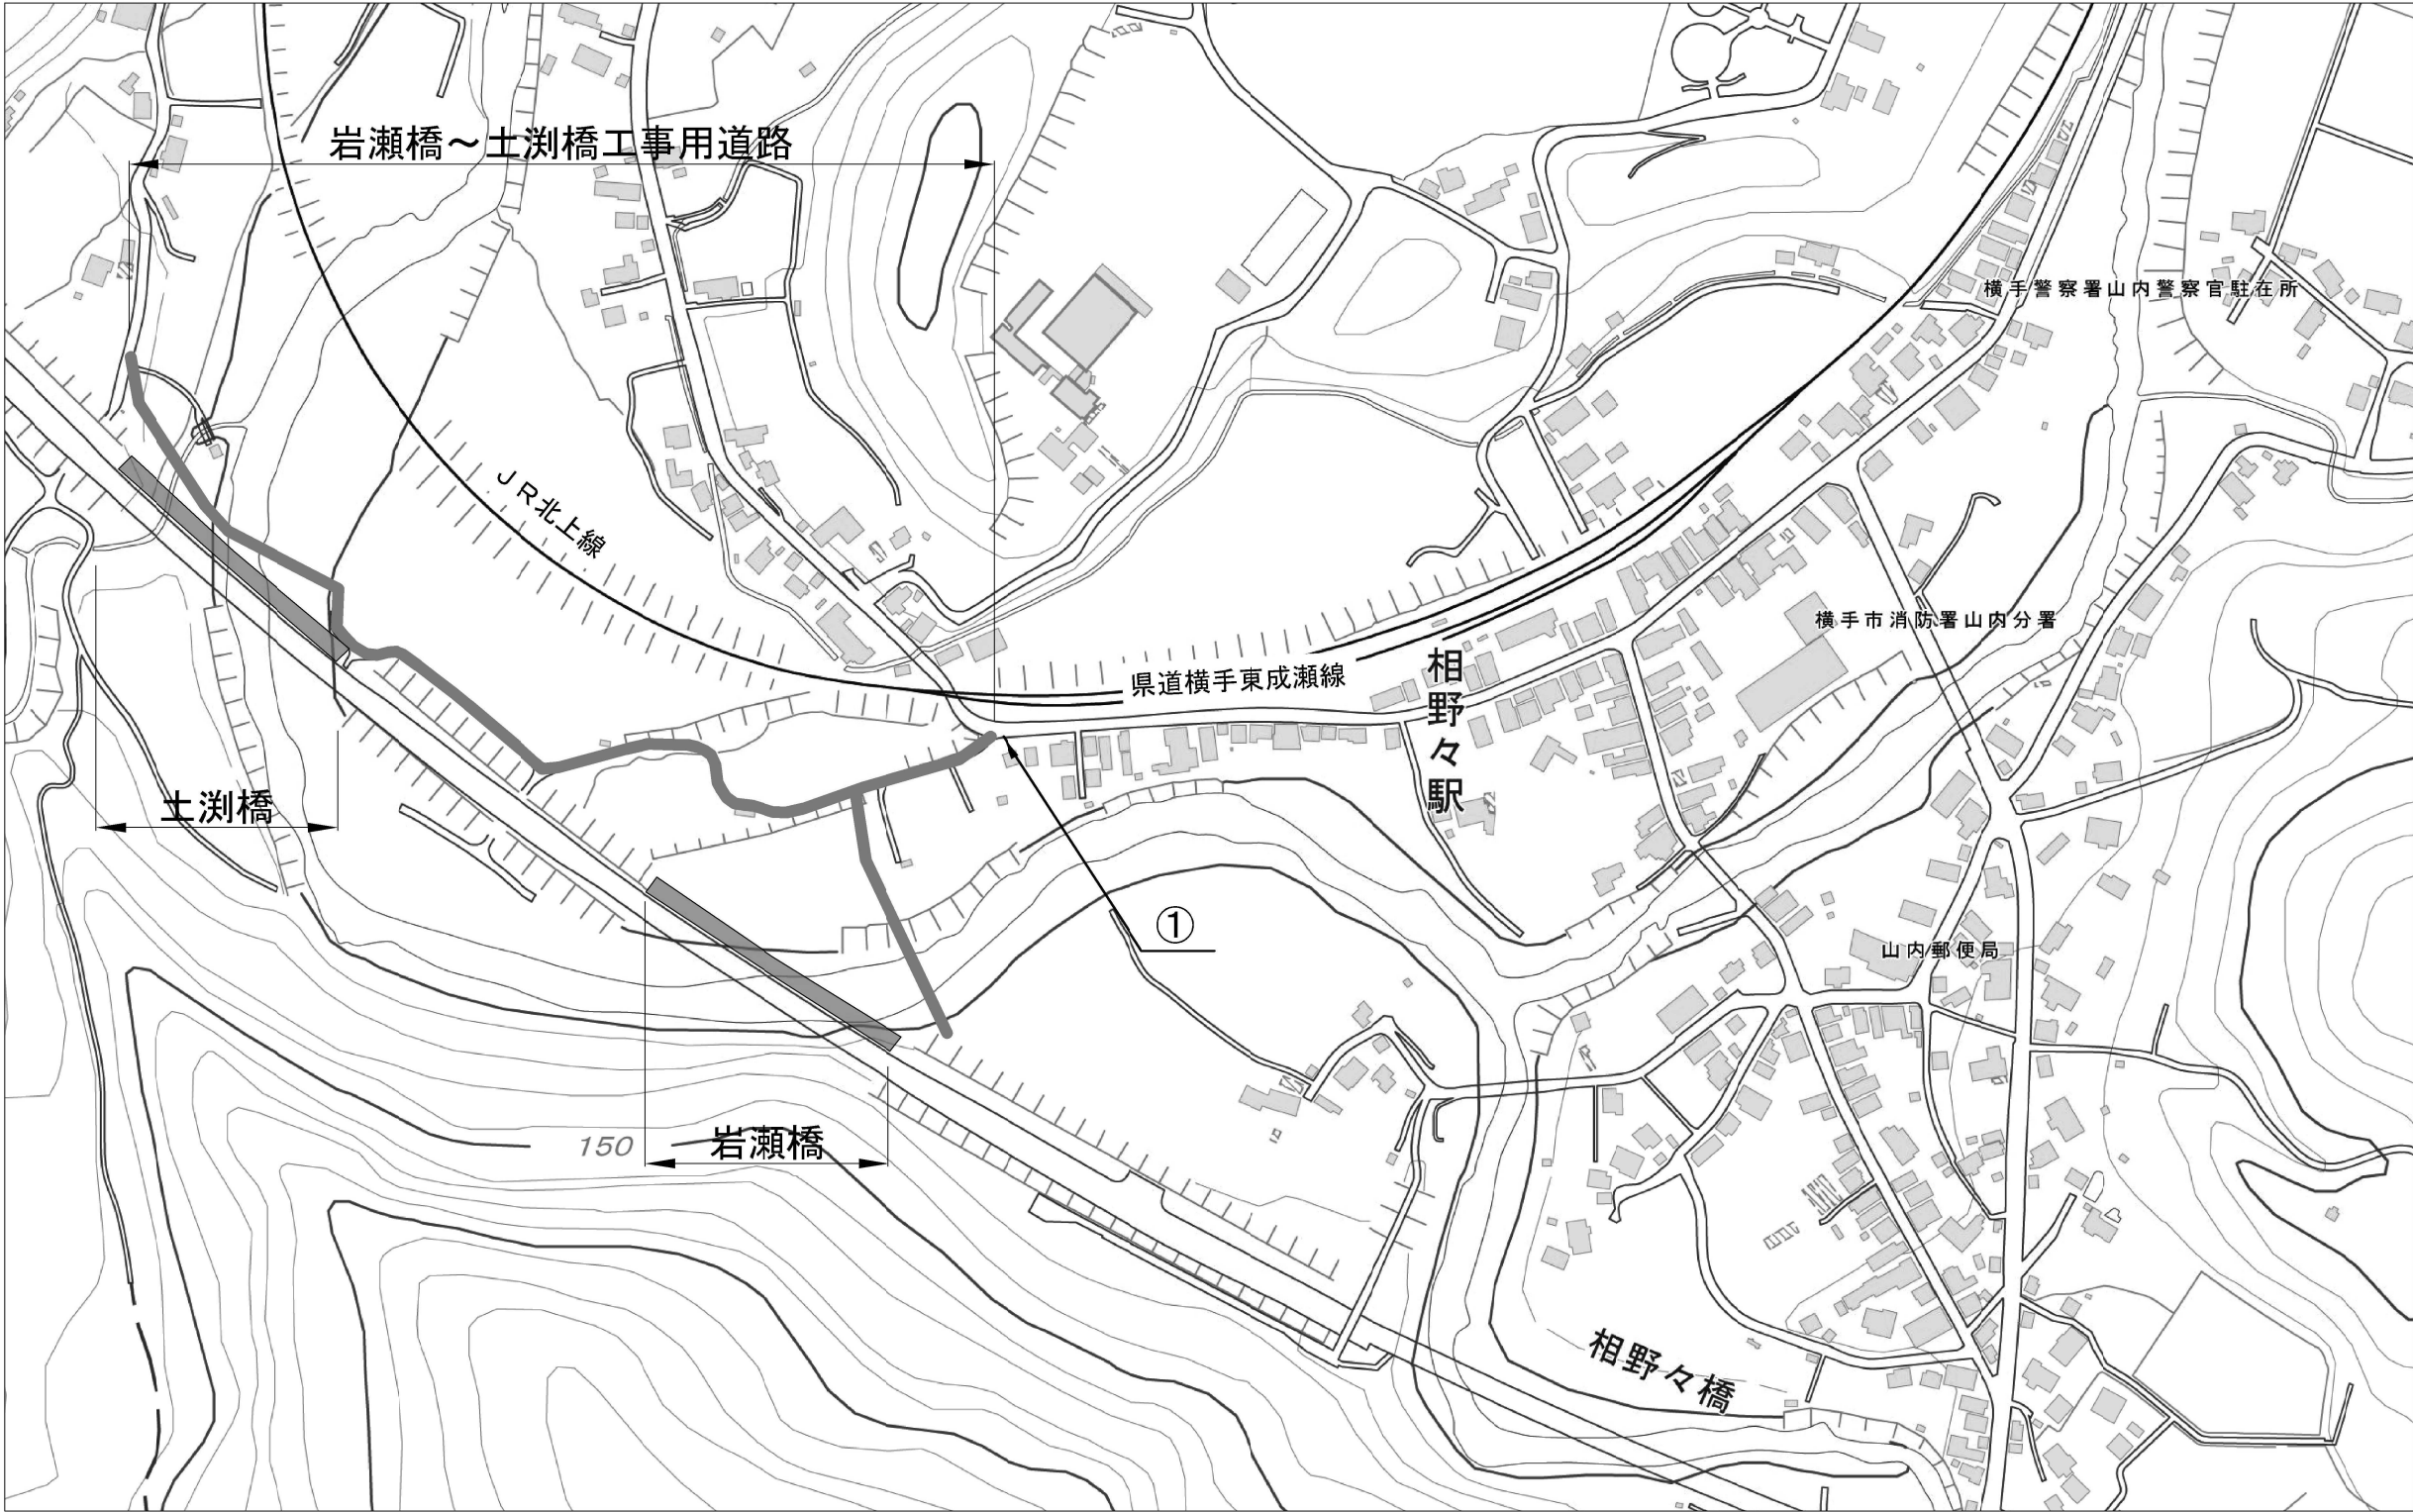 岩瀬橋～土渕橋工事用道路
横手警察署山内警察官駐在所
JR北上線
横手市消防署山内分署
県道横手東成瀬線
相野々駅
土渕橋
①
山内郵便局
150
岩瀬橋
相野々橋